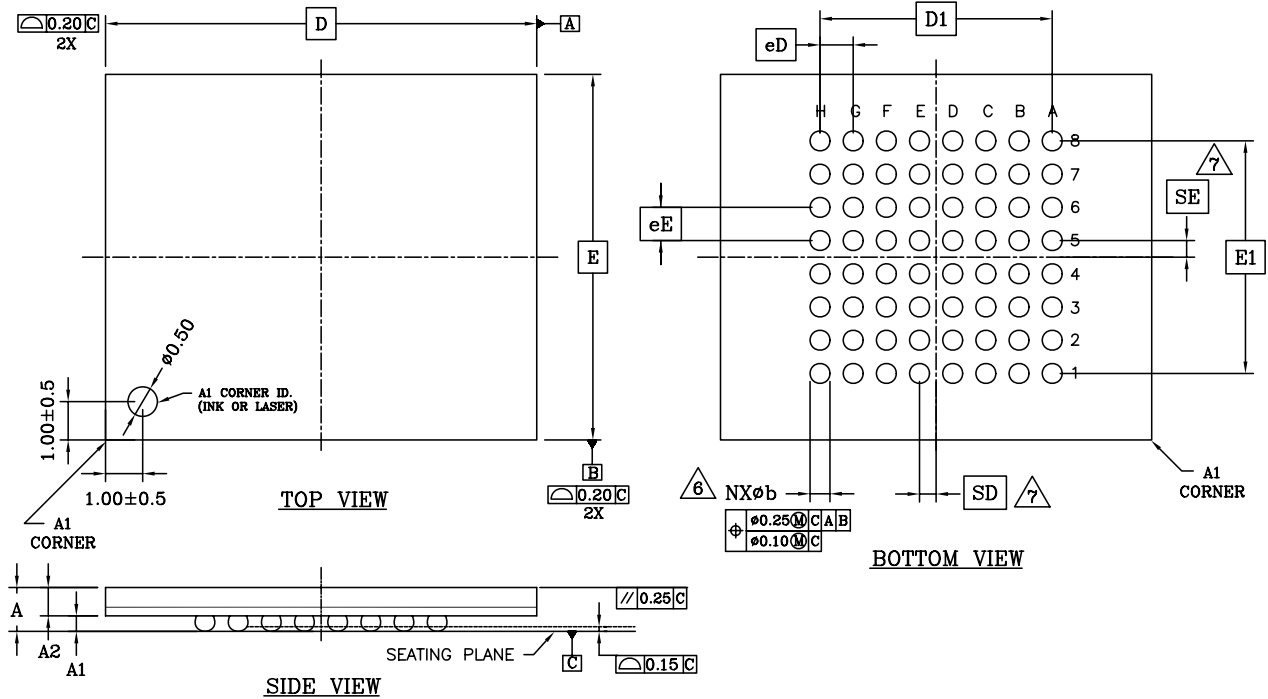 ⌓ 0.20 C
2X
D
A
E
ø0.50
A1 CORNER ID.
(INK OR LASER)
1.00±0.5
1.00±0.5
B
⌓ 0.20 C
2X
TOP VIEW
A1
CORNER
D1
eD
H G F E D C B A
8
7
6
5
4
3
2
1
7
SE
eE
E1
6 NXøb
SD 7
⌖ ø0.25Ⓜ C A B
ø0.10Ⓜ C
A1
CORNER
BOTTOM VIEW
A
A2
A1
// 0.25 C
SEATING PLANE
C
⌓ 0.15 C
SIDE VIEW